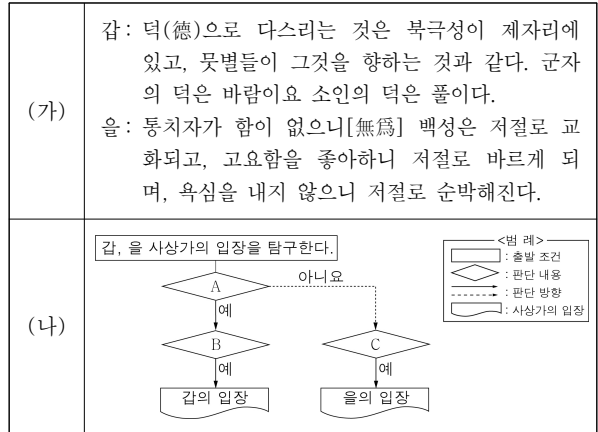 (가)
갑: 덕(德)으로 다스리는 것은 북극성이 제자리에
있고, 뭇별들이 그것을 향하는 것과 같다. 군자
의 덕은 바람이요 소인의 덕은 풀이다.
을: 통치자가 함이 없으니[無爲] 백성은 저절로 교
화되고, 고요함을 좋아하니 저절로 바르게 되
며, 욕심을 내지 않으니 저절로 순박해진다.
(나)
갑, 을 사상가의 입장을 탐구한다.
A
아니요
예
B
C
예
예
갑의 입장
을의 입장
<범 례>
: 출발 조건
: 판단 내용
: 판단 방향
: 사상가의 입장